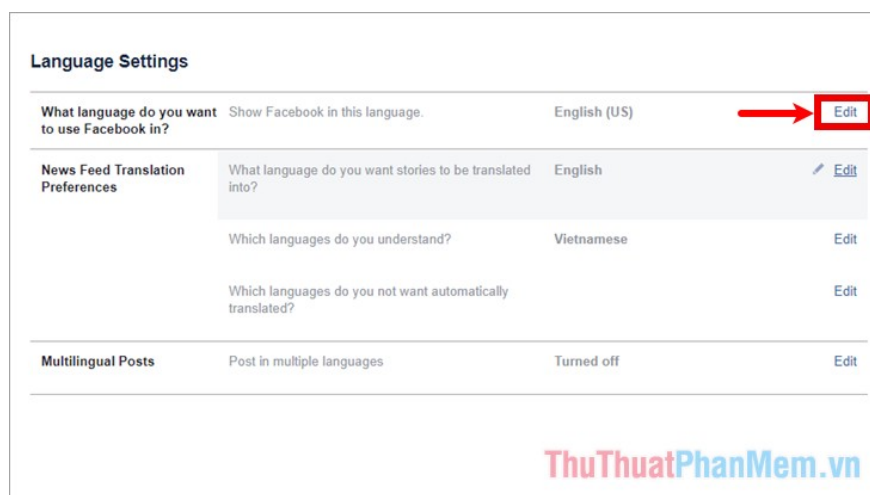 Language Settings
What language do you want to use Facebook in?
Show Facebook in this language.
English (US)
Edit
News Feed Translation Preferences
What language do you want stories to be translated into?
English
Edit
Which languages do you understand?
Vietnamese
Edit
Which languages do you not want automatically translated?
Edit
Multilingual Posts
Post in multiple languages
Turned off
Edit
ThuThuatPhanMem.vn